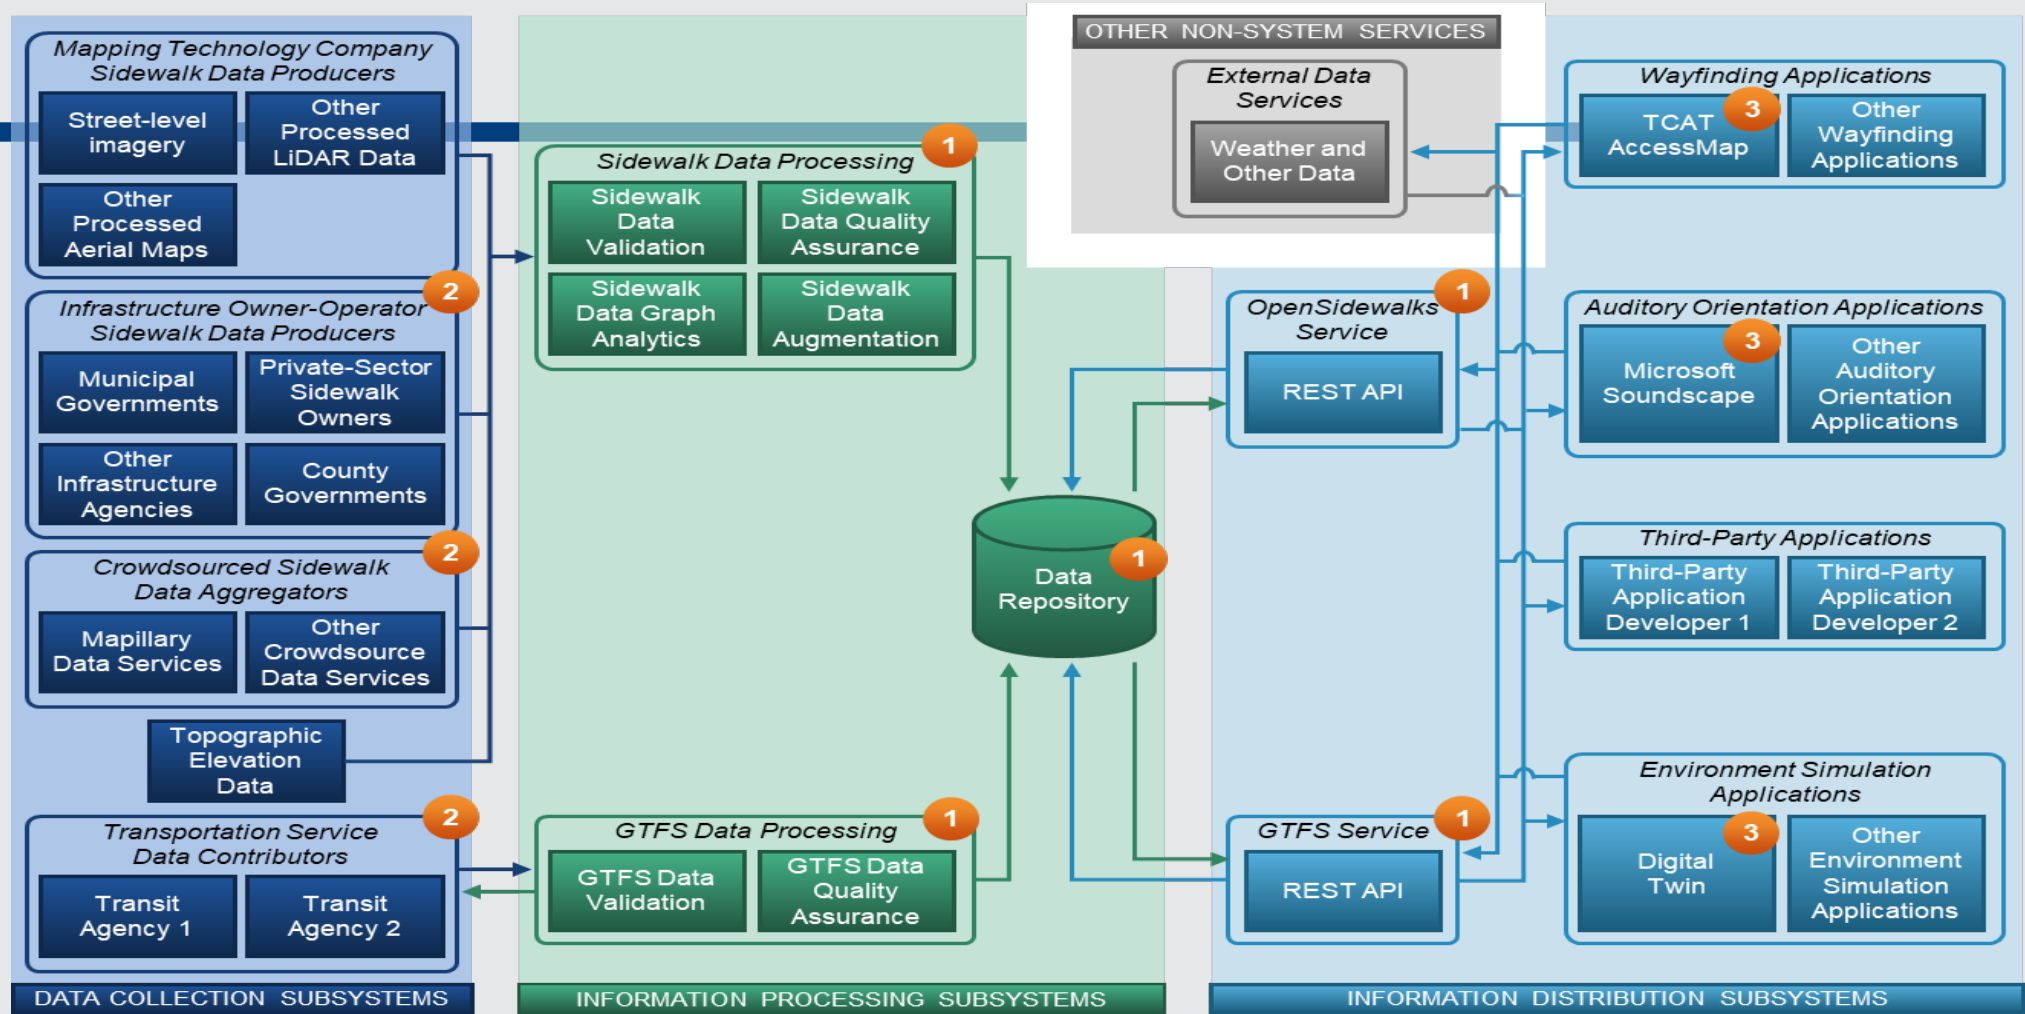 Mapping Technology Company
Sidewalk Data Producers
Street-level
imagery
Other
Processed
LiDAR Data
Other
Processed
Aerial Maps
2
Infrastructure Owner-Operator
Sidewalk Data Producers
Municipal
Governments
Private-Sector
Sidewalk
Owners
Other
Infrastructure
Agencies
County
Governments
2
Crowdsourced Sidewalk
Data Aggregators
Mapillary
Data Services
Other
Crowdsource
Data Services
Topographic
Elevation
Data
2
Transportation Service
Data Contributors
Transit
Agency 1
Transit
Agency 2
DATA COLLECTION SUBSYSTEMS
1
Sidewalk Data Processing
Sidewalk
Data
Validation
Sidewalk
Data Quality
Assurance
Sidewalk
Data Graph
Analytics
Sidewalk
Data
Augmentation
1
Data
Repository
1
GTFS Data Processing
GTFS Data
Validation
GTFS Data
Quality
Assurance
INFORMATION PROCESSING SUBSYSTEMS
OTHER NON-SYSTEM SERVICES
External Data
Services
Weather and
Other Data
1
OpenSidewalks
Service
REST API
1
GTFS Service
REST API
Wayfinding Applications
3
TCAT
AccessMap
Other
Wayfinding
Applications
Auditory Orientation Applications
3
Microsoft
Soundscape
Other
Auditory
Orientation
Applications
Third-Party Applications
Third-Party
Application
Developer 1
Third-Party
Application
Developer 2
Environment Simulation
Applications
3
Digital
Twin
Other
Environment
Simulation
Applications
INFORMATION DISTRIBUTION SUBSYSTEMS